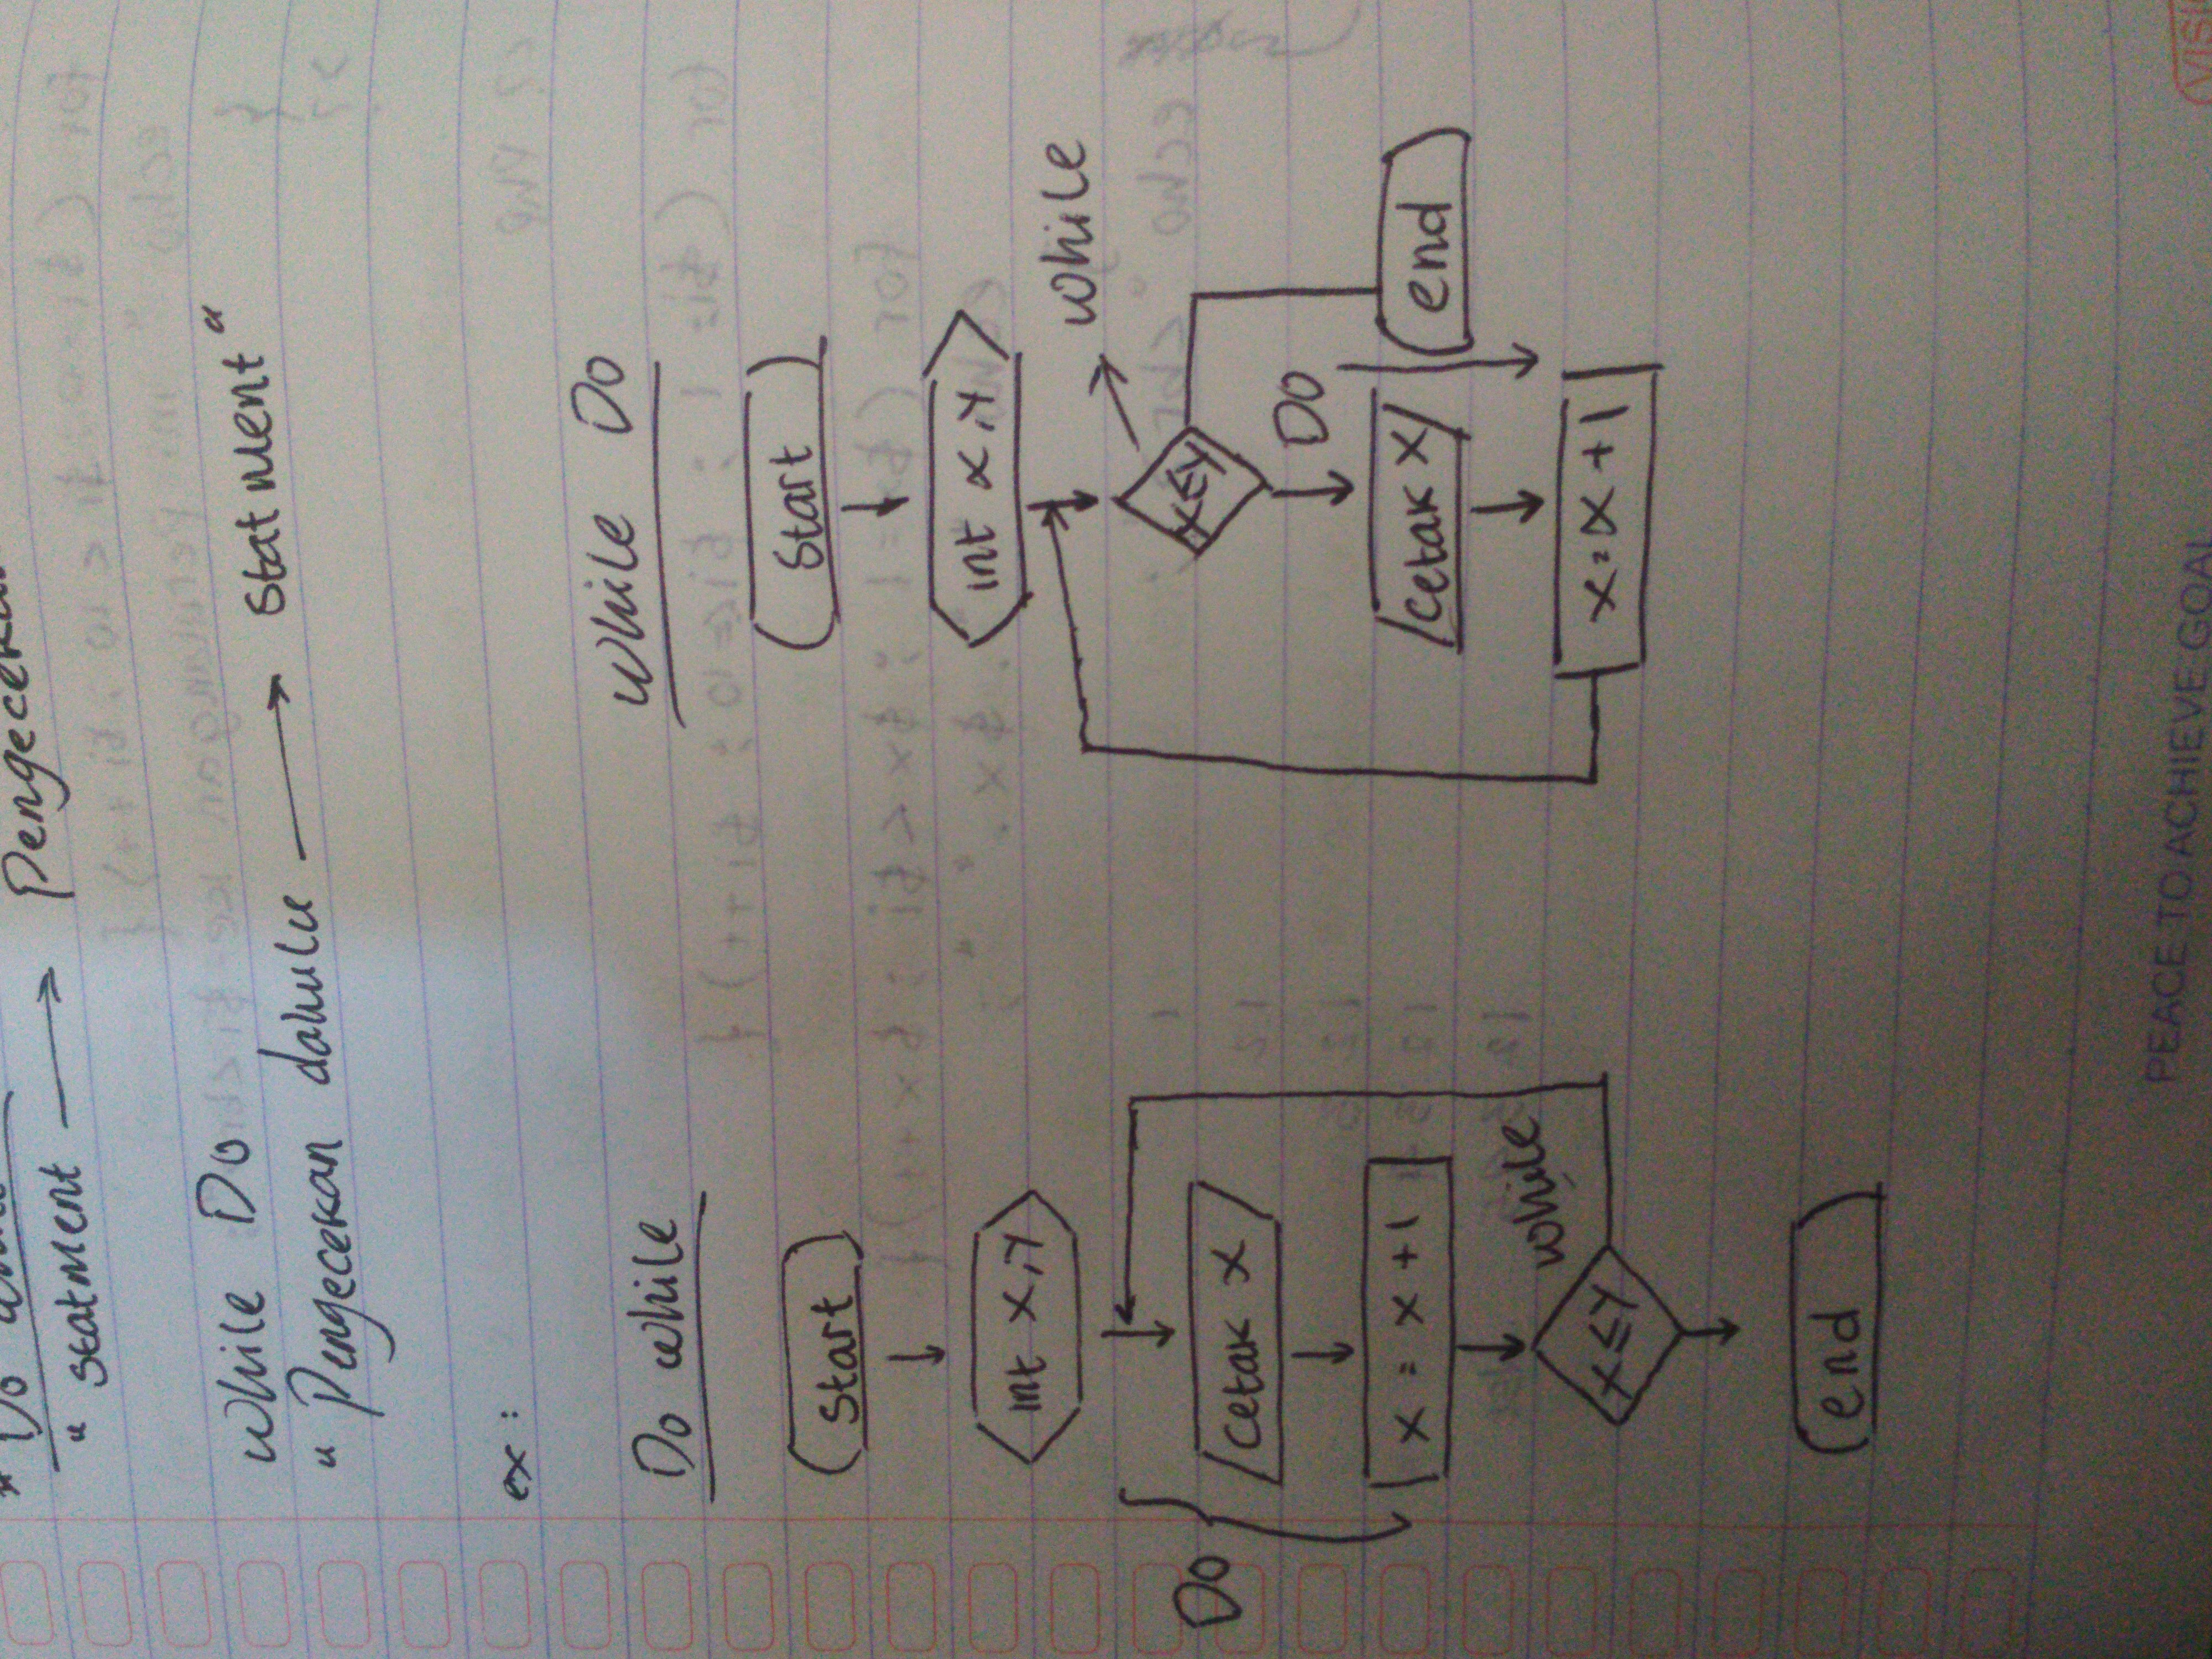 * Do while
" statment → Pengecekan
While Do
" Pengecekan dahulu → statment "
ex:
Do while
Start
int x,y
Do
cetak x
x = x + 1
while
x ≤ y
end
While Do
Start
int x,y
while
x≤y
Do
end
cetak x
x = x + 1
PEACE TO ACHIEVE GOAL